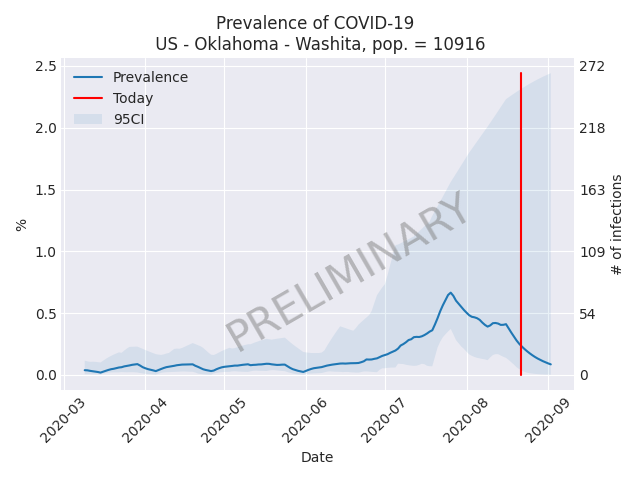 Prevalence of COVID-19
US - Oklahoma - Washita, pop. = 10916
Prevalence
Today
95CI
PRELIMINARY
%
2.5
2.0
1.5
1.0
0.5
0.0
272
218
163
109
54
0
# of infections
2020-03
2020-04
2020-05
2020-06
2020-07
2020-08
2020-09
Date